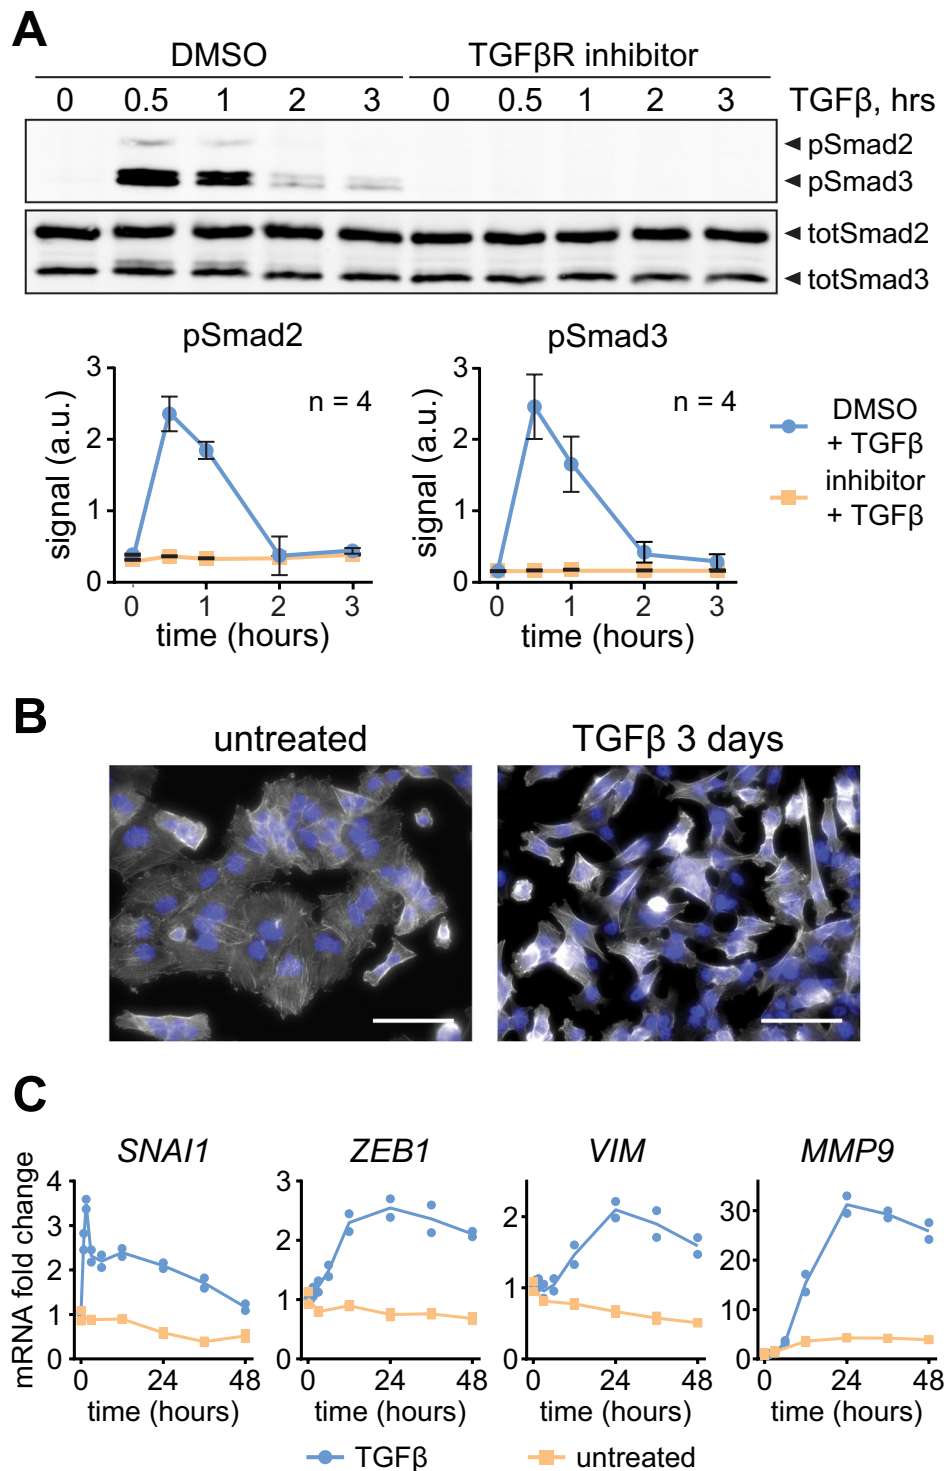 A
DMSO TGFβR inhibitor
0 0.5 1 2 3 0 0.5 1 2 3 TGFβ, hrs
pSmad2
pSmad3
totSmad2
totSmad3
pSmad2 pSmad3
signal (a.u.)
3
2
1
0
n = 4
0 1 2 3
time (hours)
signal (a.u.)
3
2
1
0
n = 4
0 1 2 3
time (hours)
DMSO
+ TGFβ
inhibitor
+ TGFβ
B
untreated TGFβ 3 days
C
SNAI1 ZEB1 VIM MMP9
mRNA fold change
4
3
2
1
0
0 24 48
time (hours)
3
2
1
0
0 24 48
time (hours)
2
1
0
0 24 48
time (hours)
30
20
10
0
0 24 48
time (hours)
TGFβ untreated